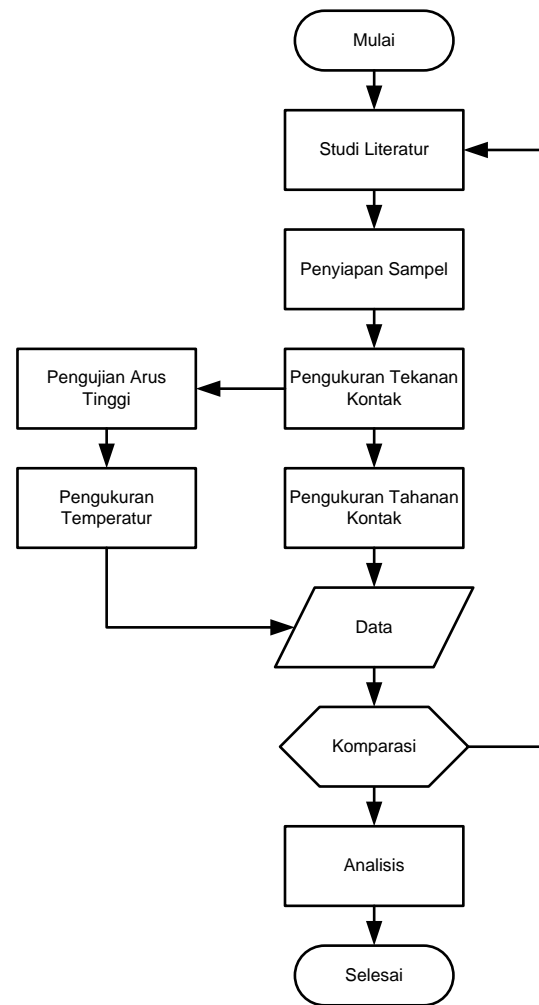 Mulai
Studi Literatur
Penyiapan Sampel
Pengujian Arus
Tinggi
Pengukuran Tekanan
Kontak
Pengukuran
Temperatur
Pengukuran Tahanan
Kontak
Data
Komparasi
Analisis
Selesai